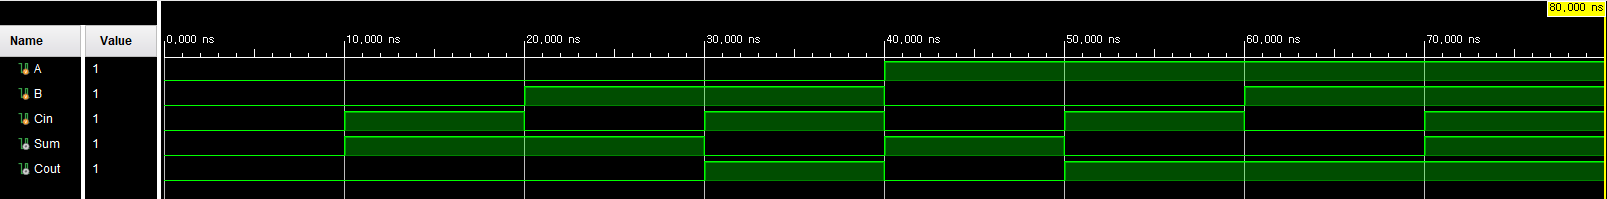 80,000 ns
Name Value
0,000 ns 10,000 ns 20,000 ns 30,000 ns 40,000 ns 50,000 ns 60,000 ns 70,000 ns
A 1
B 1
Cin 1
Sum 1
Cout 1